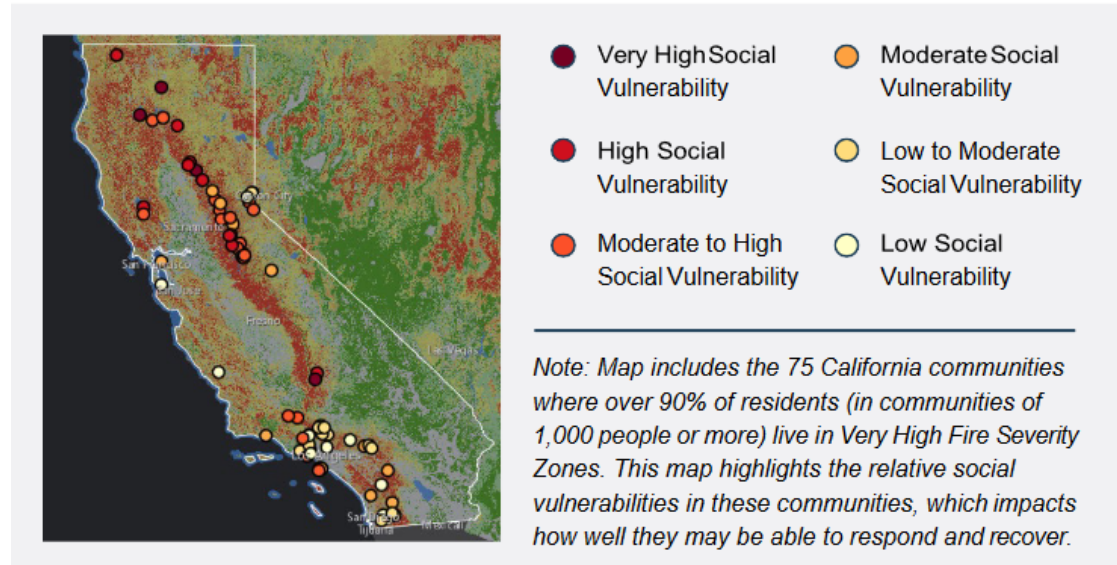 Very High Social
Vulnerability
Moderate Social
Vulnerability
High Social
Vulnerability
Low to Moderate
Social Vulnerability
Moderate to High
Social Vulnerability
Low Social
Vulnerability
Note: Map includes the 75 California communities
where over 90% of residents (in communities of
1,000 people or more) live in Very High Fire Severity
Zones. This map highlights the relative social
vulnerabilities in these communities, which impacts
how well they may be able to respond and recover.
City
Sacramento
San Francisco
San Jose
Fresno
Las Vegas
Los Angeles
San Diego
Tijuana
Mexicali